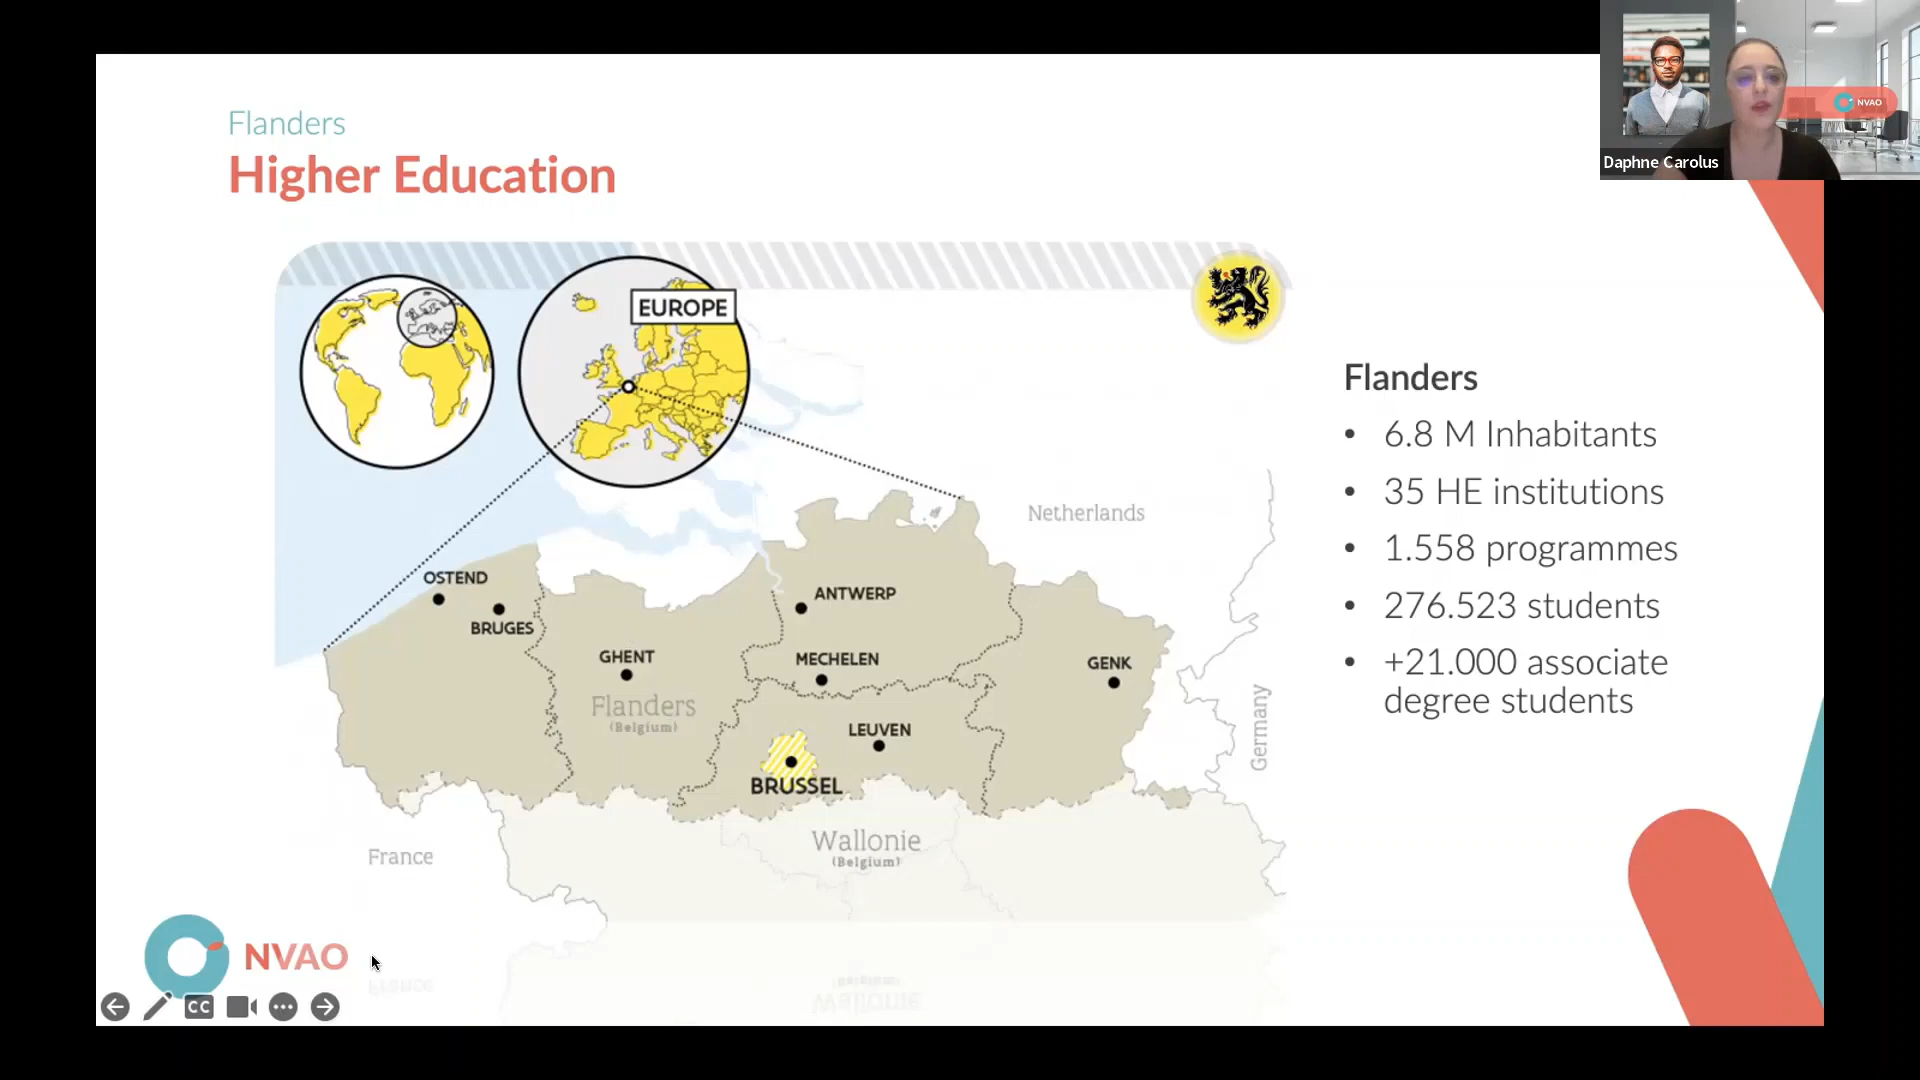 Flanders
Higher Education
NVAO
Daphne Carolus
EUROPE
Flanders
• 6.8 M Inhabitants
• 35 HE institutions
• 1.558 programmes
• 276.523 students
• +21.000 associate
degree students
Netherlands
OSTEND
BRUGES
ANTWERP
GHENT
MECHELEN
GENK
Flanders
(Belgium)
LEUVEN
BRUSSEL
Germany
Wallonie
(Belgium)
France
NVAO
CC